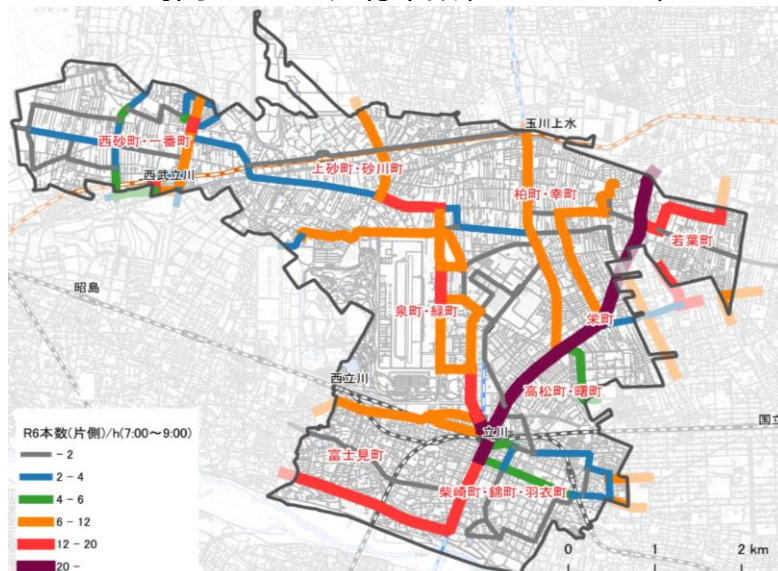 玉川上水
西砂町・一番町
西武立川
上砂町・砂川町
柏町・幸町
若葉町
昭島
泉町・緑町
栄町
西立川
高松町・曙町
立川
国立
富士見町
柴崎町・錦町・羽衣町
R6本数(片側)/h(7:00～9:00)
- 2
2 - 4
4 - 6
6 - 12
12 - 20
20 -
0 1 2 km